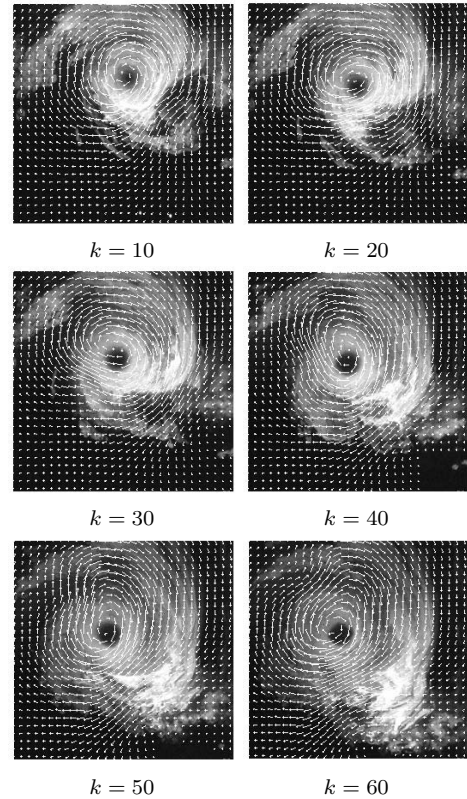 k = 10
k = 20
k = 30
k = 40
k = 50
k = 60